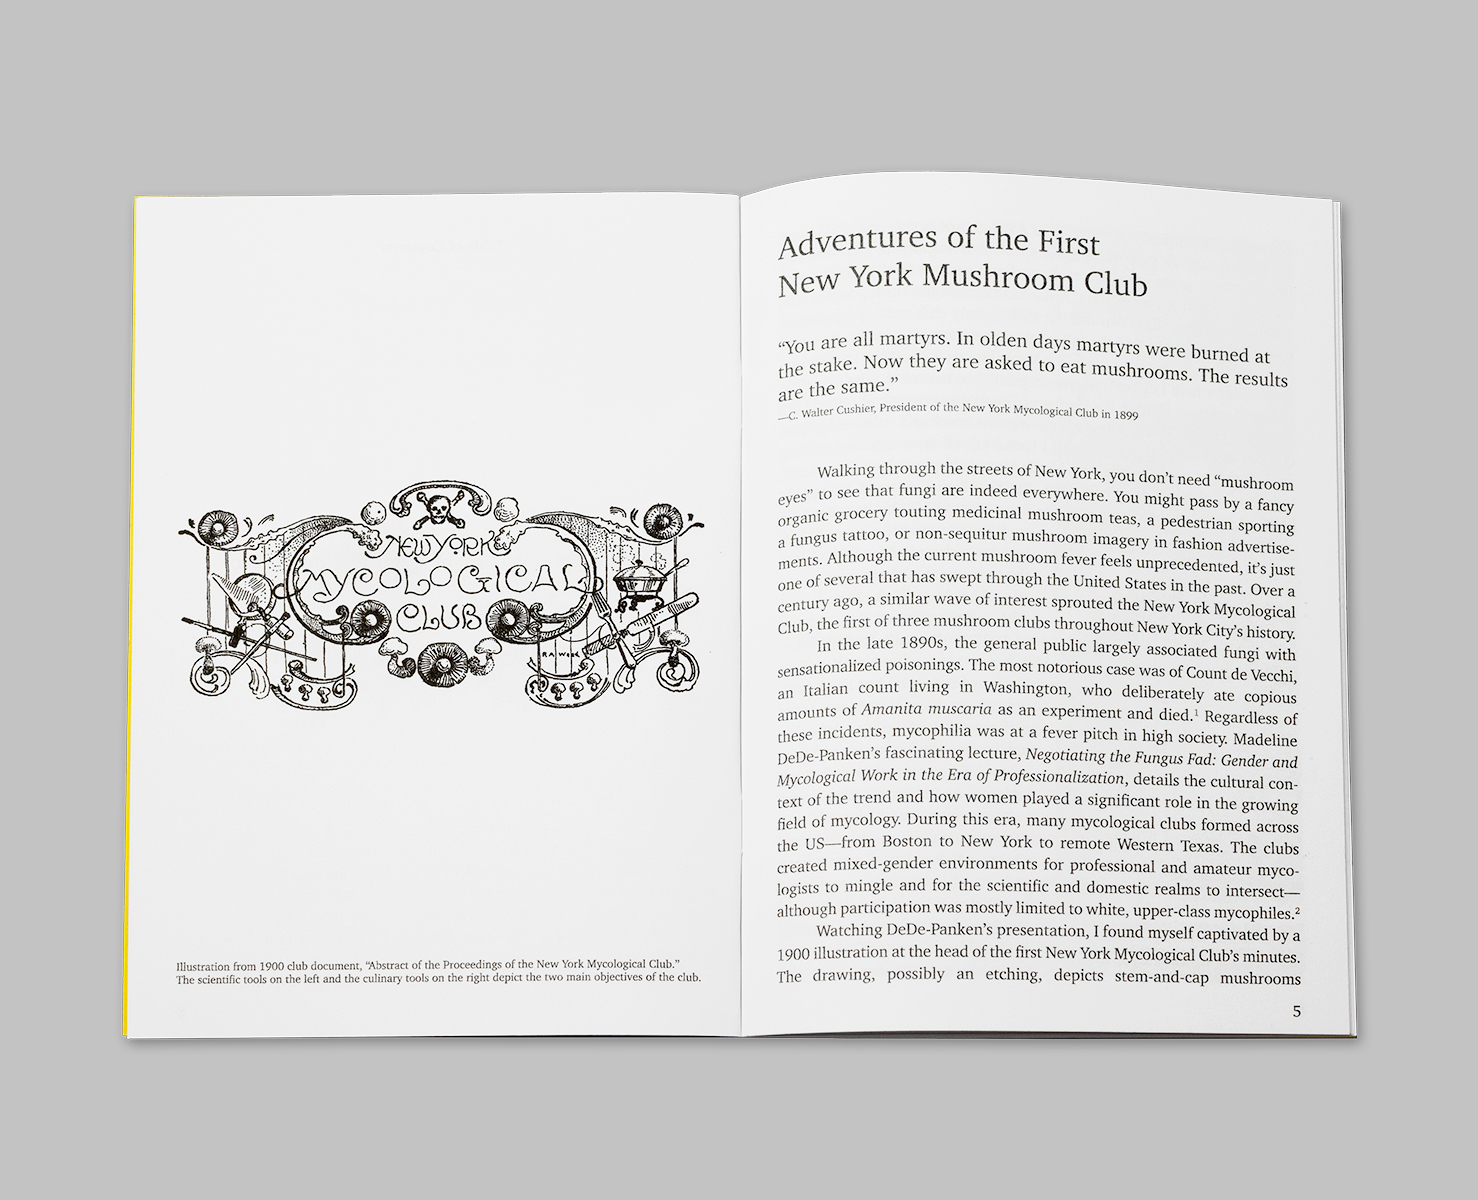 NEW YORK
MYCOLOGICAL
CLUB
Illustration from 1900 club document, “Abstract of the Proceedings of the New York Mycological Club.”
The scientific tools on the left and the culinary tools on the right depict the two main objectives of the club.
Adventures of the First
New York Mushroom Club
“You are all martyrs. In olden days martyrs were burned at
the stake. Now they are asked to eat mushrooms. The results
are the same.”
—C. Walter Cushier, President of the New York Mycological Club in 1899
Walking through the streets of New York, you don’t need “mushroom
eyes” to see that fungi are indeed everywhere. You might pass by a fancy
organic grocery touting medicinal mushroom teas, a pedestrian sporting
a fungus tattoo, or non-sequitur mushroom imagery in fashion advertise-
ments. Although the current mushroom fever feels unprecedented, it’s just
one of several that has swept through the United States in the past. Over a
century ago, a similar wave of interest sprouted the New York Mycological
Club, the first of three mushroom clubs throughout New York City’s history.
In the late 1890s, the general public largely associated fungi with
sensationalized poisonings. The most notorious case was of Count de Vecchi,
an Italian count living in Washington, who deliberately ate copious
amounts of Amanita muscaria as an experiment and died.¹ Regardless of
these incidents, mycophilia was at a fever pitch in high society. Madeline
DeDe-Panken’s fascinating lecture, Negotiating the Fungus Fad: Gender and
Mycological Work in the Era of Professionalization, details the cultural con-
text of the trend and how women played a significant role in the growing
field of mycology. During this era, many mycological clubs formed across
the US—from Boston to New York to remote Western Texas. The clubs
created mixed-gender environments for professional and amateur myco-
logists to mingle and for the scientific and domestic realms to intersect—
although participation was mostly limited to white, upper-class mycophiles.²
Watching DeDe-Panken’s presentation, I found myself captivated by a
1900 illustration at the head of the first New York Mycological Club’s minutes.
The drawing, possibly an etching, depicts stem-and-cap mushrooms
5